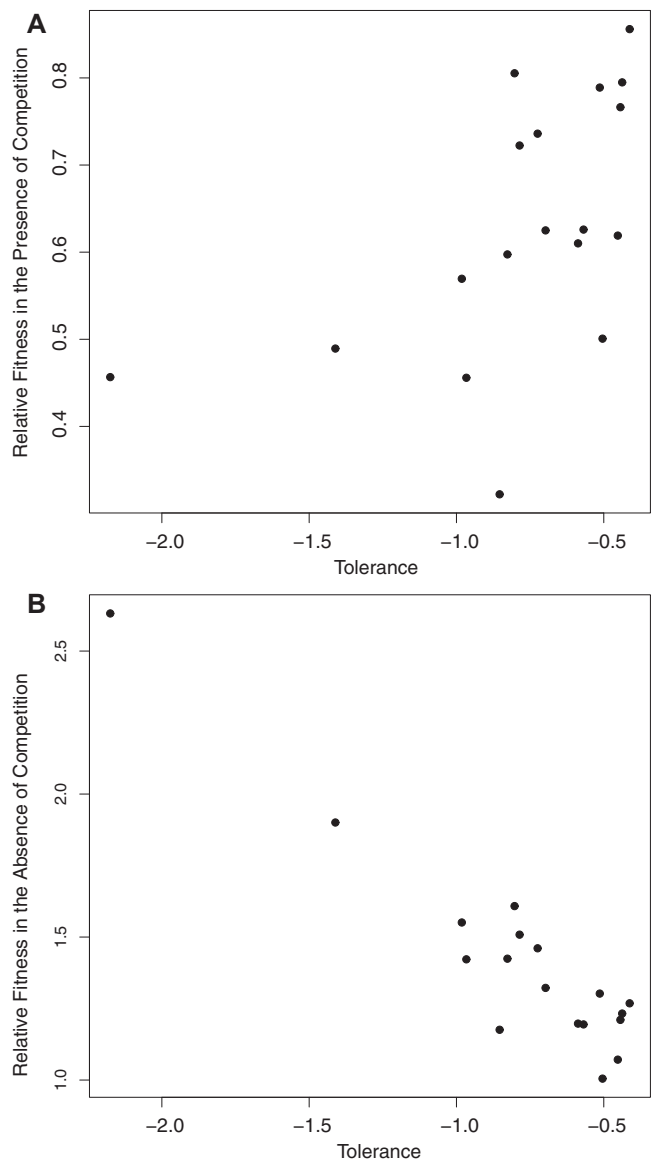 A
Relative Fitness in the Presence of Competition
0.8
0.7
0.6
0.5
0.4
−2.0 −1.5 −1.0 −0.5
Tolerance
B
Relative Fitness in the Absence of Competition
2.5
2.0
1.5
1.0
−2.0 −1.5 −1.0 −0.5
Tolerance